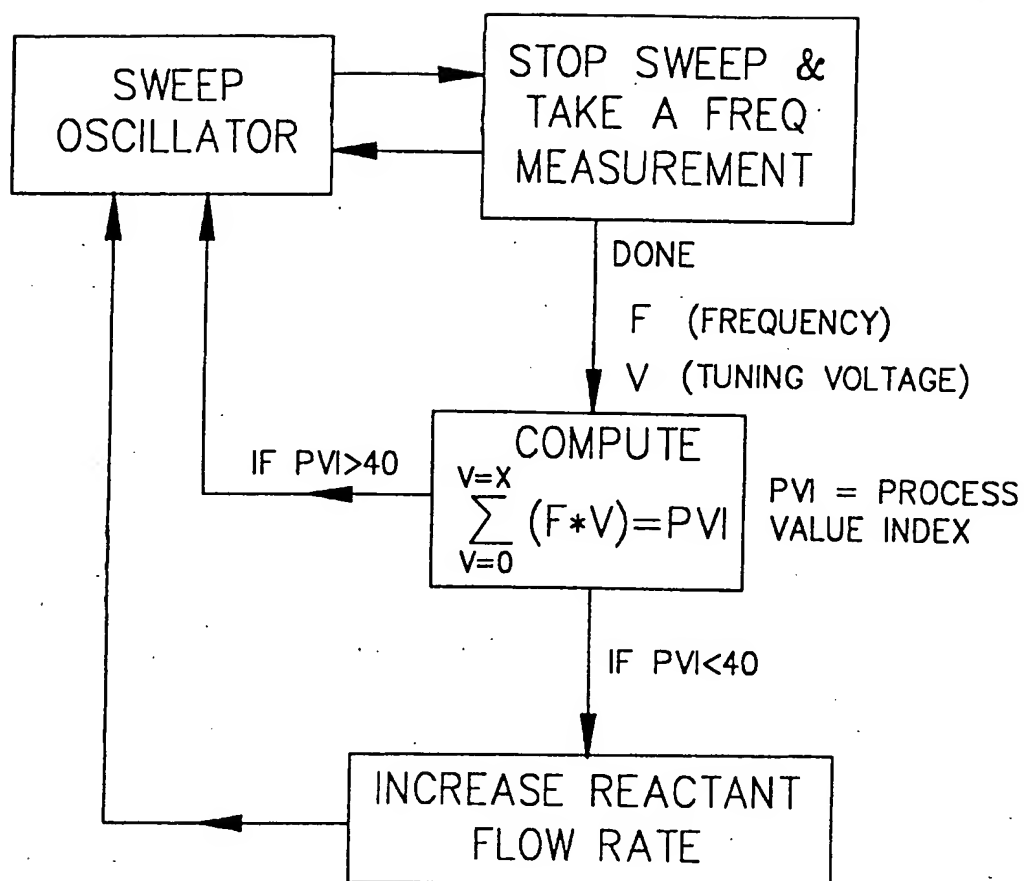 SWEEP
OSCILLATOR
STOP SWEEP &
TAKE A FREQ
MEASUREMENT
DONE
F (FREQUENCY)
V (TUNING VOLTAGE)
IF PVI>40
COMPUTE
V=X
∑ (F*V)=PVI
V=0
PVI = PROCESS
VALUE INDEX
IF PVI<40
INCREASE REACTANT
FLOW RATE